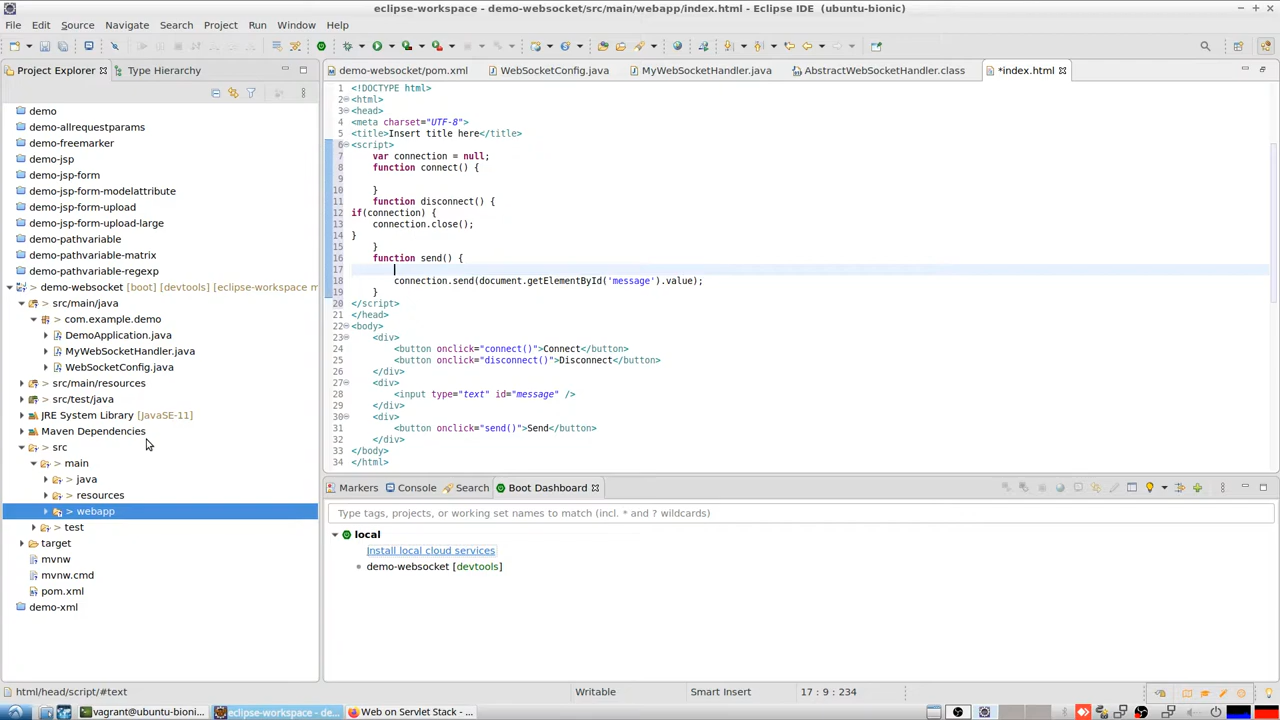 eclipse-workspace - demo-websocket/src/main/webapp/index.html - Eclipse IDE (ubuntu-bionic)
File Edit Source Navigate Search Project Run Window Help
Project Explorer Type Hierarchy
demo-websocket/pom.xml WebSocketConfig.java MyWebSocketHandler.java AbstractWebSocketHandler.class *index.html
demo
demo-allrequestparams
demo-freemarker
demo-jsp
demo-jsp-form
demo-jsp-form-modelattribute
demo-jsp-form-upload
demo-jsp-form-upload-large
demo-pathvariable
demo-pathvariable-matrix
demo-pathvariable-regexp
> demo-websocket [boot] [devtools] [eclipse-workspace m
> src/main/java
> com.example.demo
DemoApplication.java
MyWebSocketHandler.java
WebSocketConfig.java
> src/main/resources
> src/test/java
JRE System Library [JavaSE-11]
Maven Dependencies
> src
> main
> java
> resources
> webapp
> test
target
mvnw
mvnw.cmd
pom.xml
demo-xml
1 <!DOCTYPE html>
2 <html>
3 <head>
4 <meta charset="UTF-8">
5 <title>Insert title here</title>
6 <script>
7 var connection = null;
8 function connect() {
9
10 }
11 function disconnect() {
12 if(connection) {
13 connection.close();
14 }
15 }
16 function send() {
17
18 connection.send(document.getElementById('message').value);
19 }
20 </script>
21 </head>
22 <body>
23 <div>
24 <button onclick="connect()">Connect</button>
25 <button onclick="disconnect()">Disconnect</button>
26 </div>
27 <div>
28 <input type="text" id="message" />
29 </div>
30 <div>
31 <button onclick="send()">Send</button>
32 </div>
33 </body>
34 </html>
Markers Console Search Boot Dashboard
Type tags, projects, or working set names to match (incl. * and ? wildcards)
local
Install local cloud services
demo-websocket [devtools]
html/head/script/#text Writable Smart Insert 17 : 9 : 234
vagrant@ubuntu-bioni... eclipse-workspace - de... Web on Servlet Stack - ...